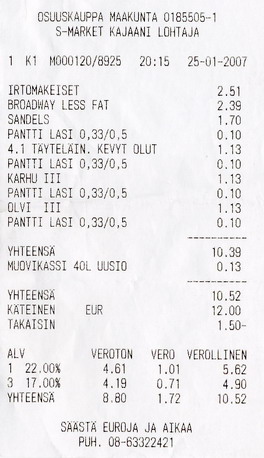 OSUUSKAUPPA MAAKUNTA 0185505-1
S-MARKET KAJAANI LOHTAJA
1 K1 M000120/8925 20:15 25-01-2007
IRTOMAKEISET 2.51
BROADWAY LESS FAT 2.39
SANDELS 1.70
PANTTI LASI 0,33/0,5 0.10
4.1 TÄYTELÄIN. KEVYT OLUT 1.13
PANTTI LASI 0,33/0,5 0.10
KARHU III 1.13
PANTTI LASI 0,33/0,5 0.10
OLVI III 1.13
PANTTI LASI 0,33/0,5 0.10
----------
YHTEENSÄ 10.39
MUOVIKASSI 40L UUSIO 0.13
----------
YHTEENSÄ 10.52
KÄTEINEN EUR 12.00
TAKAISIN 1.50-
ALV VEROTON VERO VEROLLINEN
1 22.00% 4.61 1.01 5.62
3 17.00% 4.19 0.71 4.90
YHTEENSÄ 8.80 1.72 10.52
SÄÄSTÄ EUROJA JA AIKAA
PUH. 08-63322421